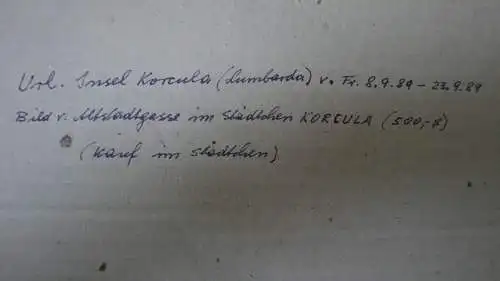 Url. Insel Korcula (Lumbarda) v. Fr. 8.9.89 – 23.9.89
Bild v. Altstadtgasse im Städtchen KORCULA (500,-S)
(Kauf im Städtchen)